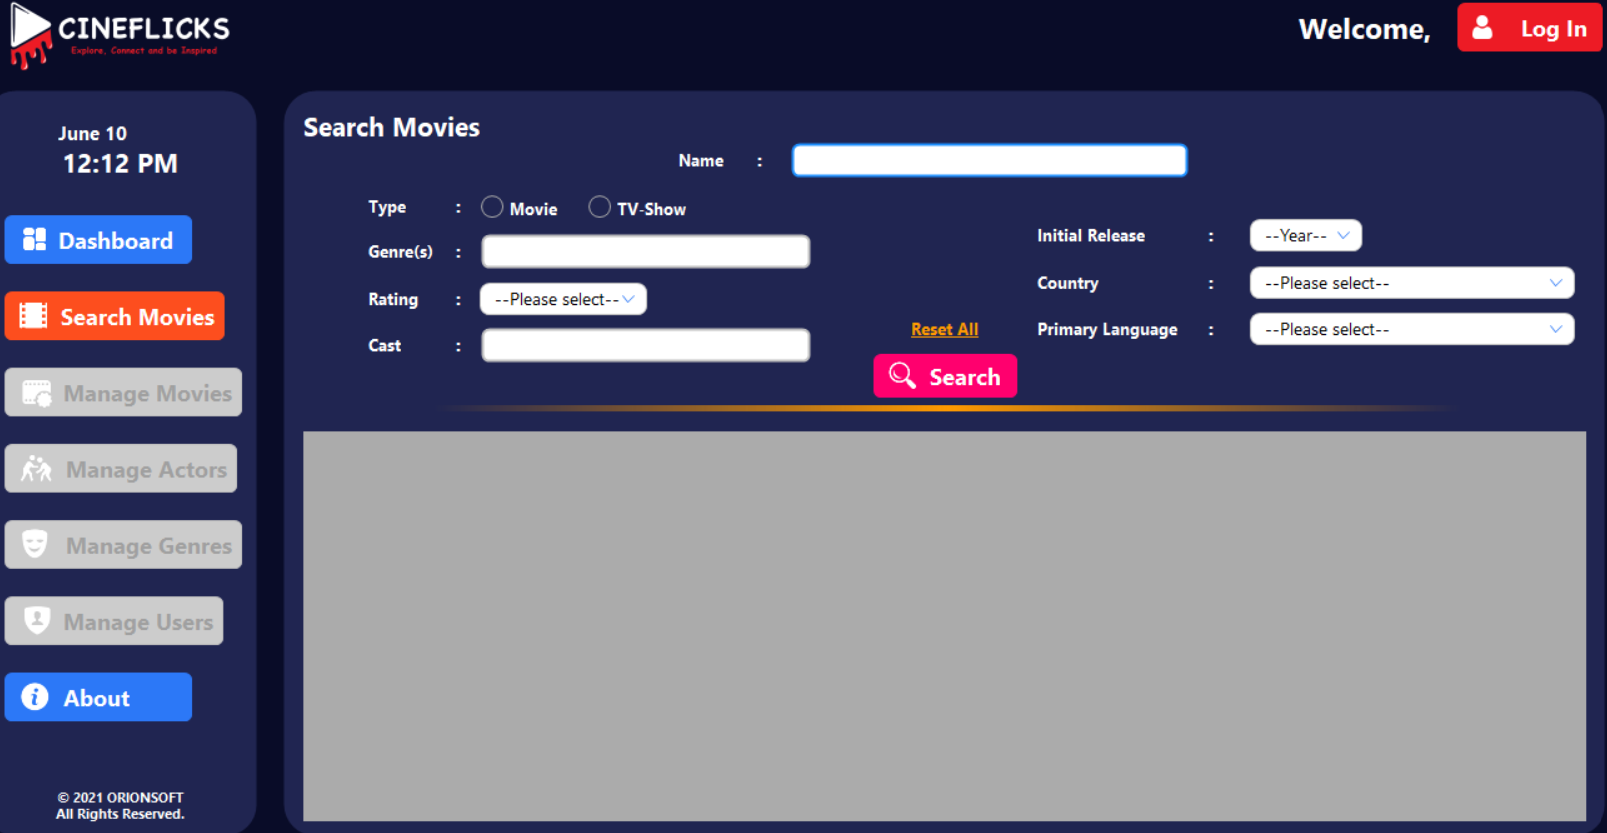 CINEFLICKS
Explore, Connect and be Inspired
Welcome,
Log In
June 10
12:12 PM
Dashboard
Search Movies
Manage Movies
Manage Actors
Manage Genres
Manage Users
About
© 2021 ORIONSOFT
All Rights Reserved.
Search Movies
Name :
Type : Movie TV-Show
Genre(s) :
Rating : --Please select--
Cast :
Initial Release : --Year--
Country : --Please select--
Primary Language : --Please select--
Reset All
Search